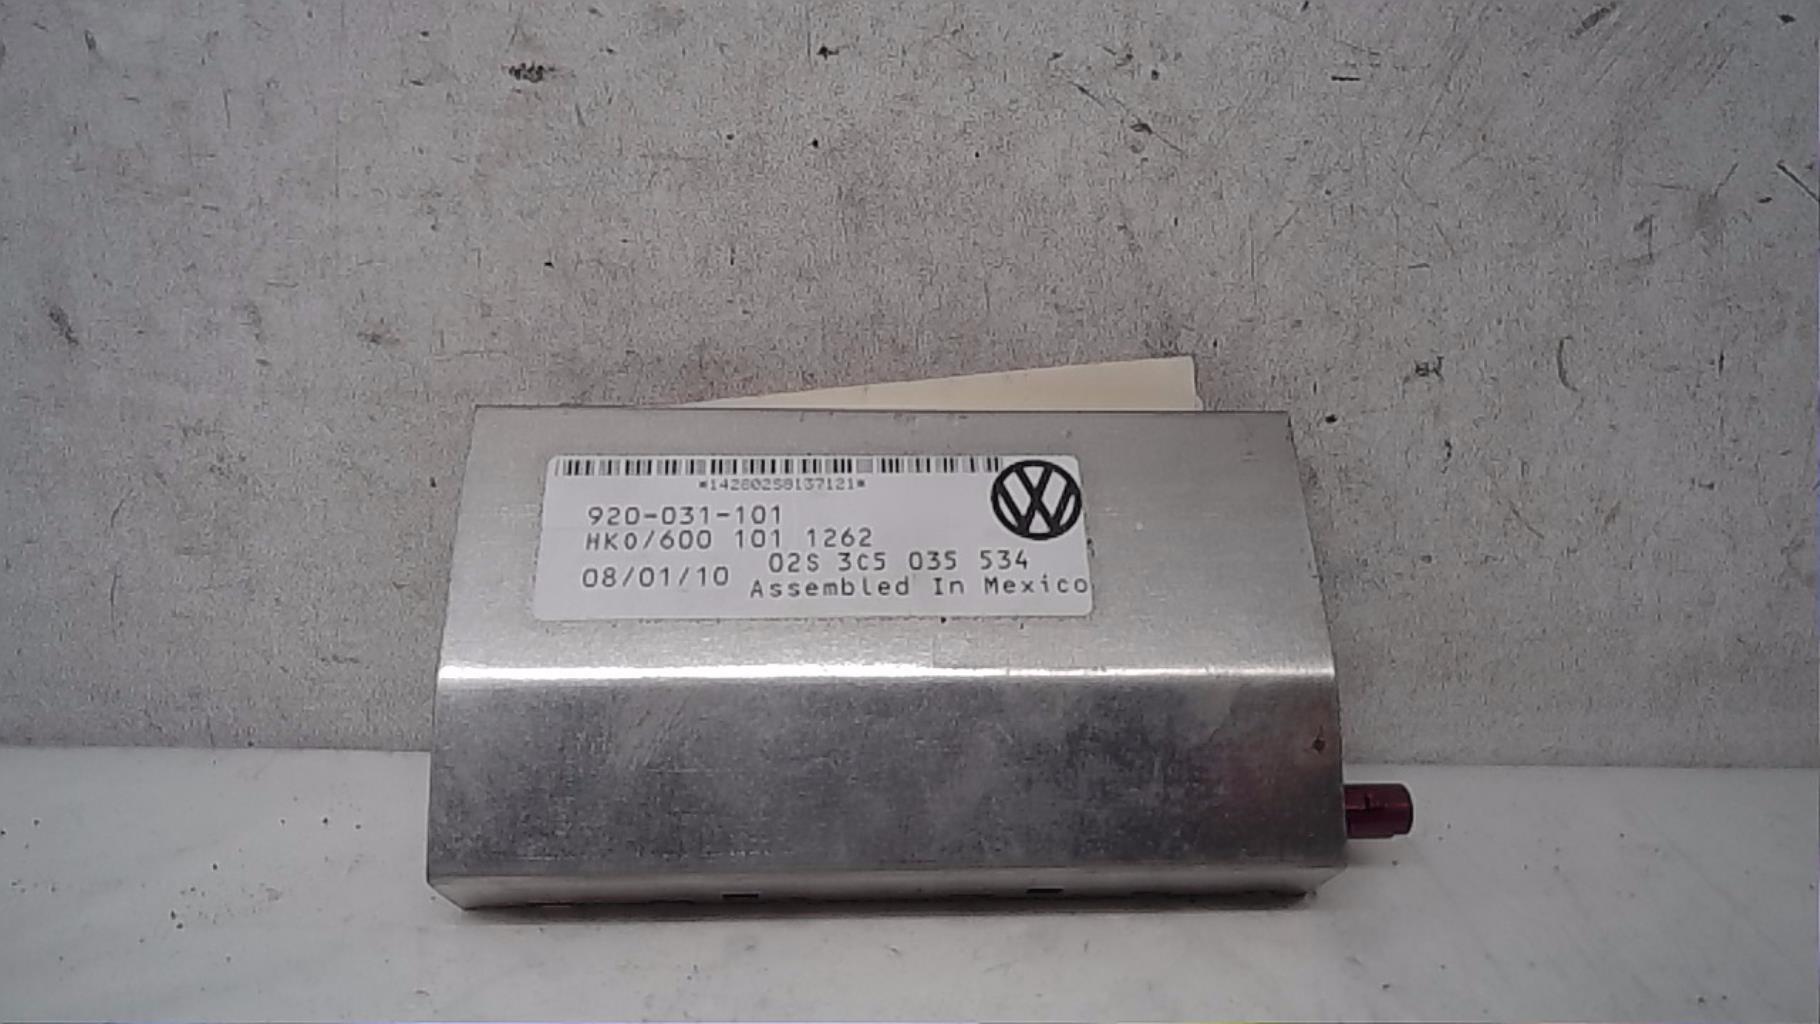 *14280258137121*
920-031-101
HK0/600 101 1262
02S 3C5 035 534
08/01/10
Assembled In Mexico